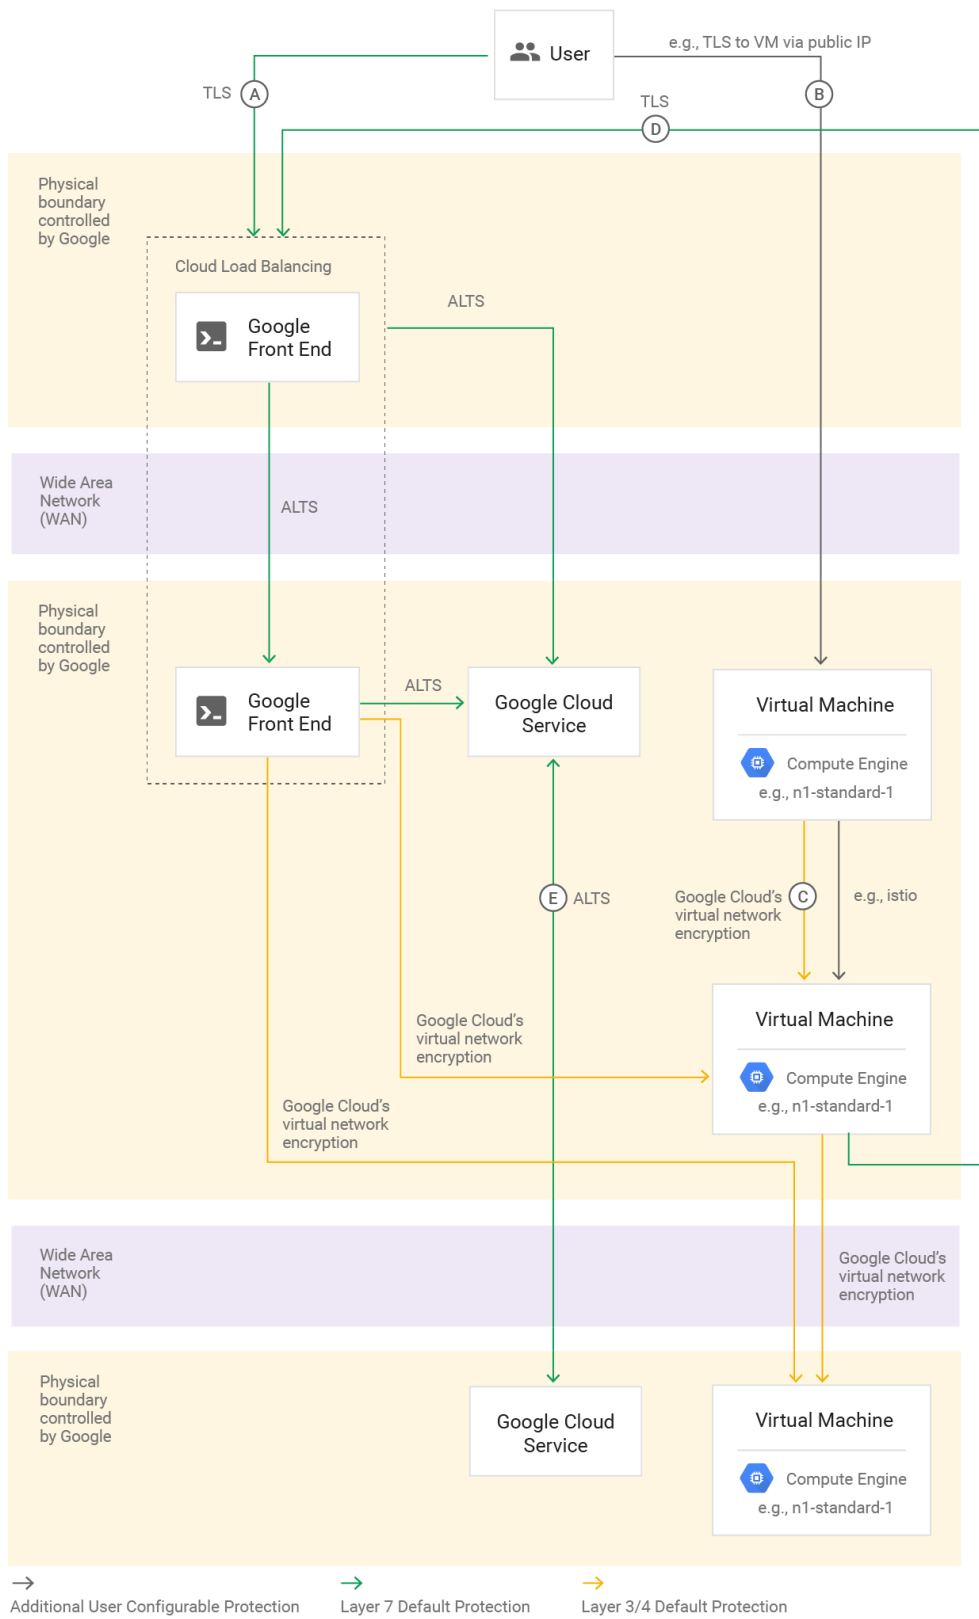 User
e.g., TLS to VM via public IP
TLS
A
B
TLS
D
Physical
boundary
controlled
by Google
Cloud Load Balancing
Google
Front End
ALTS
Wide Area
Network
(WAN)
ALTS
Physical
boundary
controlled
by Google
Google
Front End
ALTS
Google Cloud
Service
Virtual Machine
Compute Engine
e.g., n1-standard-1
E
ALTS
Google Cloud's
virtual network
encryption
C
e.g., istio
Google Cloud's
virtual network
encryption
Virtual Machine
Compute Engine
e.g., n1-standard-1
Google Cloud's
virtual network
encryption
Wide Area
Network
(WAN)
Google Cloud's
virtual network
encryption
Physical
boundary
controlled
by Google
Google Cloud
Service
Virtual Machine
Compute Engine
e.g., n1-standard-1
Additional User Configurable Protection
Layer 7 Default Protection
Layer 3/4 Default Protection